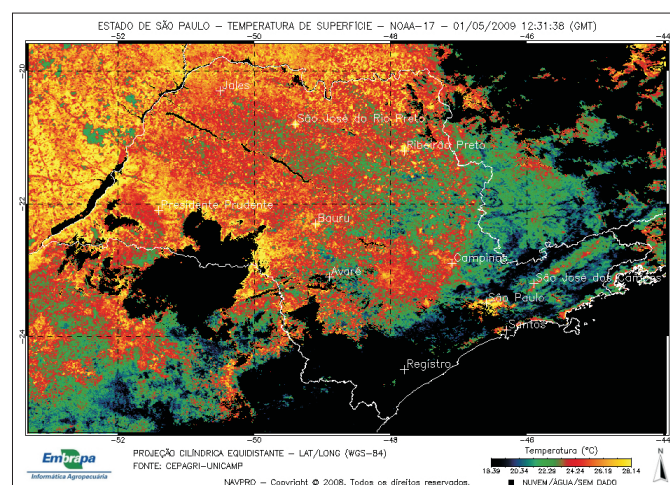 ESTADO DE SÃO PAULO - TEMPERATURA DE SUPERFÍCIE - NOAA-17 - 01/05/2009 12:31:38 (GMT)
-52 -50 -48 -46 -44
-20
Jales
São José do Rio Preto
Ribeirão Preto
-22
Presidente Prudente
Bauru
Campinas
Avaré
São José dos Campos
São Paulo
-24
Santos
Registro
-52 -50 -48 -46 -44
Embrapa
Informática Agropecuária
PROJEÇÃO CILÍNDRICA EQUIDISTANTE - LAT/LONG (WGS-84)
FONTE: CEPAGRI-UNICAMP
NAVPRO - Copyright © 2008. Todos os direitos reservados.
Temperatura (°C)
18.39 20.34 22.29 24.24 26.19 28.14
NUVEM/ÁGUA/SEM DADO
N